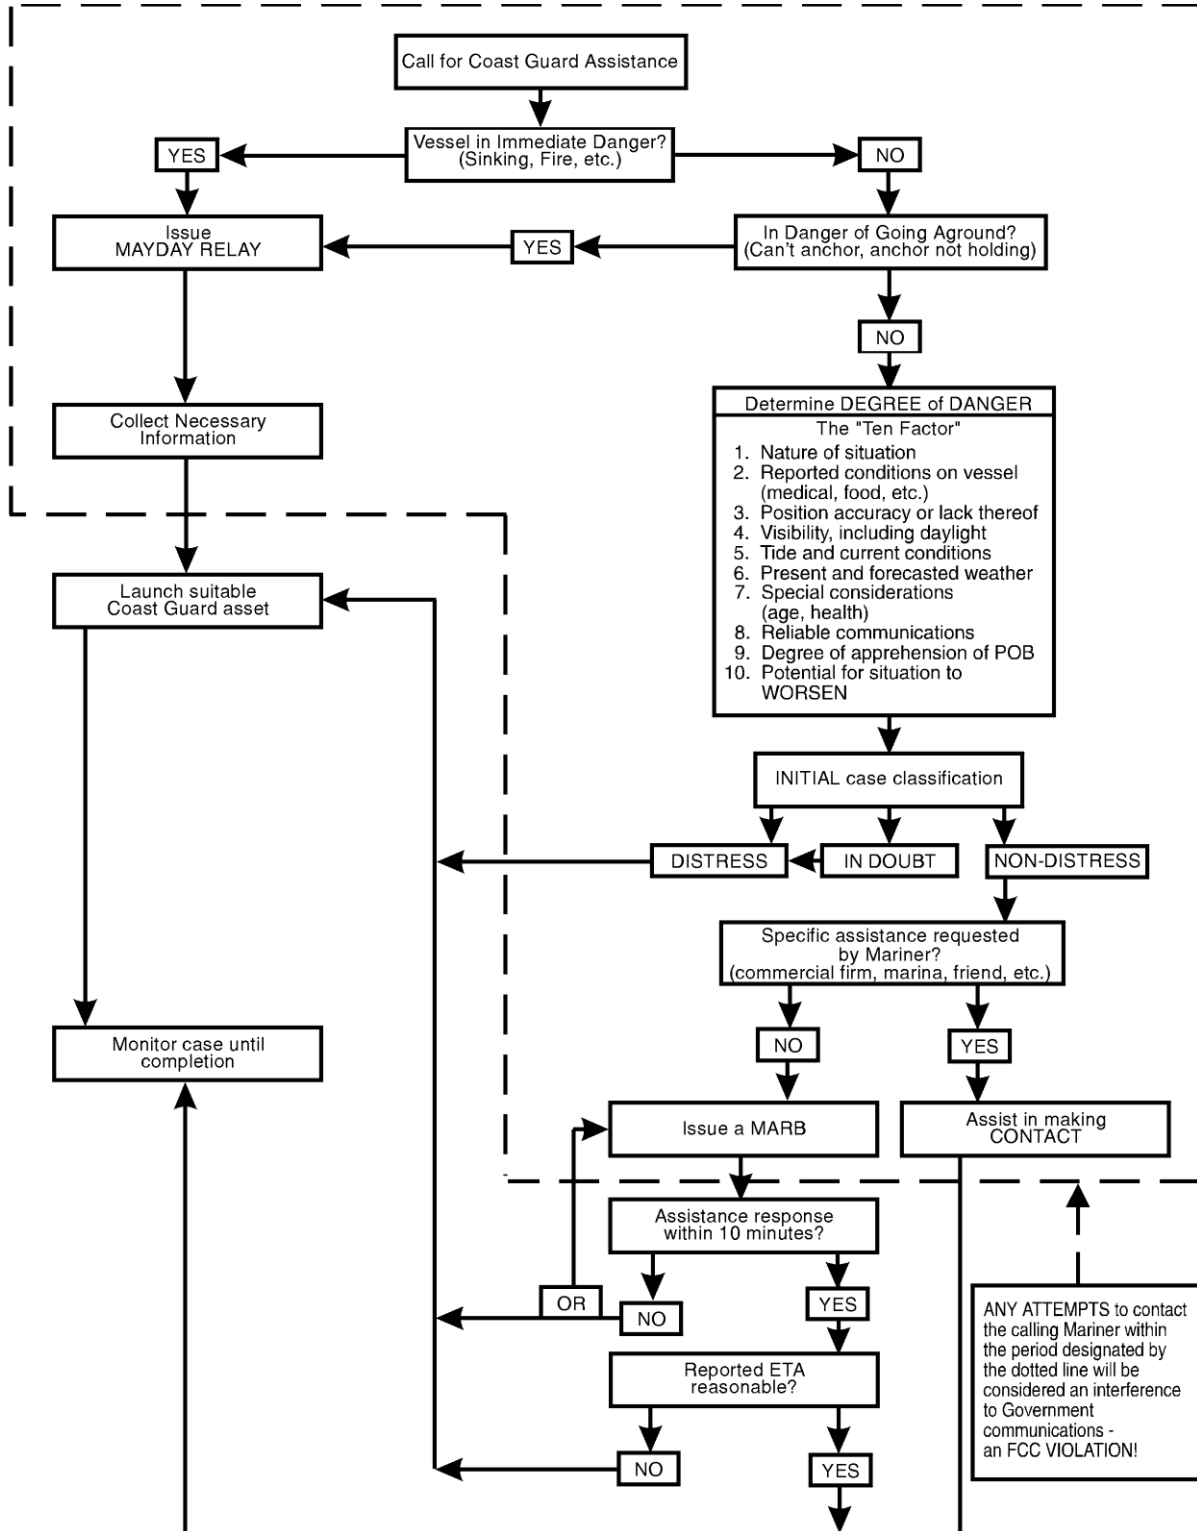 Call for Coast Guard Assistance
Vessel in Immediate Danger?
(Sinking, Fire, etc.)
YES
NO
Issue
MAYDAY RELAY
YES
In Danger of Going Aground?
(Can't anchor, anchor not holding)
NO
Collect Necessary
Information
Determine DEGREE of DANGER
The "Ten Factor"
1. Nature of situation
2. Reported conditions on vessel
(medical, food, etc.)
3. Position accuracy or lack thereof
4. Visibility, including daylight
5. Tide and current conditions
6. Present and forecasted weather
7. Special considerations
(age, health)
8. Reliable communications
9. Degree of apprehension of POB
10. Potential for situation to
WORSEN
Launch suitable
Coast Guard asset
INITIAL case classification
DISTRESS
IN DOUBT
NON-DISTRESS
Specific assistance requested
by Mariner?
(commercial firm, marina, friend, etc.)
NO
YES
Monitor case until
completion
Issue a MARB
Assist in making
CONTACT
Assistance response
within 10 minutes?
OR
NO
YES
Reported ETA
reasonable?
NO
YES
ANY ATTEMPTS to contact
the calling Mariner within
the period designated by
the dotted line will be
considered an interference
to Government
communications -
an FCC VIOLATION!